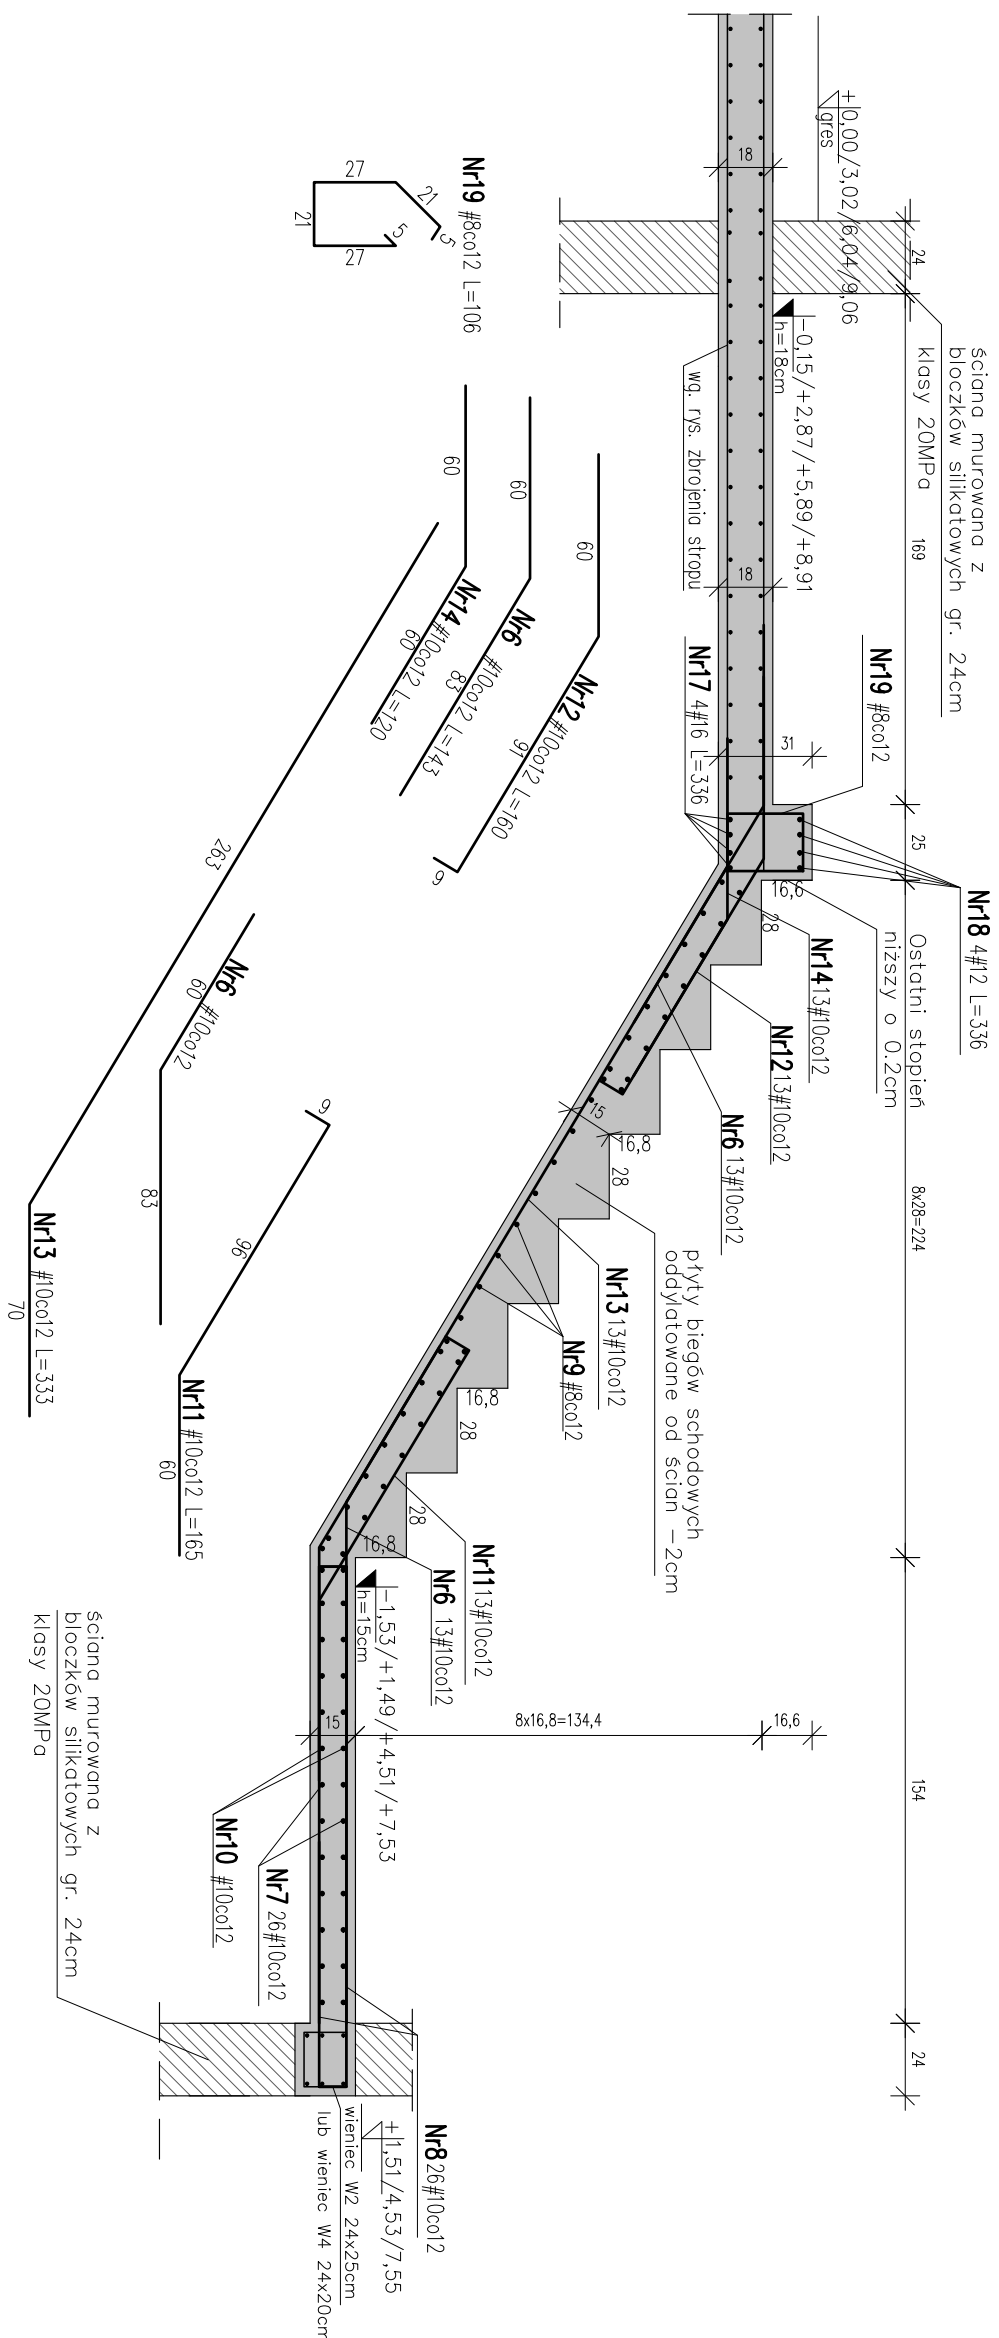 +0,00/3,02/6,04/9,06
gres
24
ściana murowana z
bloczków silikatowych gr. 24cm
klasy 20MPa
169
18
-0,15/+2,87/+5,89/+8,91
h=18cm
wg. rys. zbrojenia stropu
18
Nr19 #8co12 L=106
27
21
21
27
5
5
Nr19 #8co12
31
Nr17 4#16 L=336
25
Nr18 4#12 L=336
Ostatni stopień
niższy o 0.2cm
16,6
28
Nr14 13#10co12
Nr12 13#10co12
Nr6 13#10co12
8x28=224
15
16,8
28
płyty biegów schodowych
oddylatowane od ścian -2cm
Nr13 13#10co12
Nr9 #8co12
16,8
28
28
16,8
Nr11 13#10co12
Nr6 13#10co12
-1,53/+1,49/+4,51/+7,53
h=15cm
15
8x16,8=134,4
16,6
154
Nr10 #10co12
Nr7 26#10co12
24
Nr8 26#10co12
+1,51/4,53/7,55
wieniec W2 24x25cm
lub wieniec W4 24x20cm
ściana murowana z
bloczków silikatowych gr. 24cm
klasy 20MPa
60
Nr12 #10co12 L=160
91
6
60
Nr6 #10co12 L=143
83
60
Nr14 #10co12 L=120
60
263
Nr13 #10co12 L=333
70
Nr6 #10co12
60
83
9
96
Nr11 #10co12 L=165
60